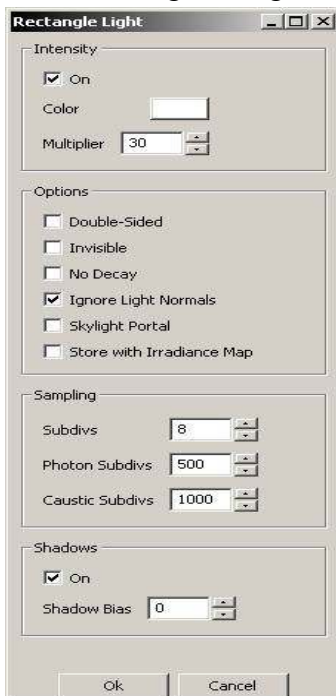 Rectangle Light
Intensity
On
Color
Multiplier 30
Options
Double-Sided
Invisible
No Decay
Ignore Light Normals
Skylight Portal
Store with Irradiance Map
Sampling
Subdivs 8
Photon Subdivs 500
Caustic Subdivs 1000
Shadows
On
Shadow Bias 0
Ok Cancel